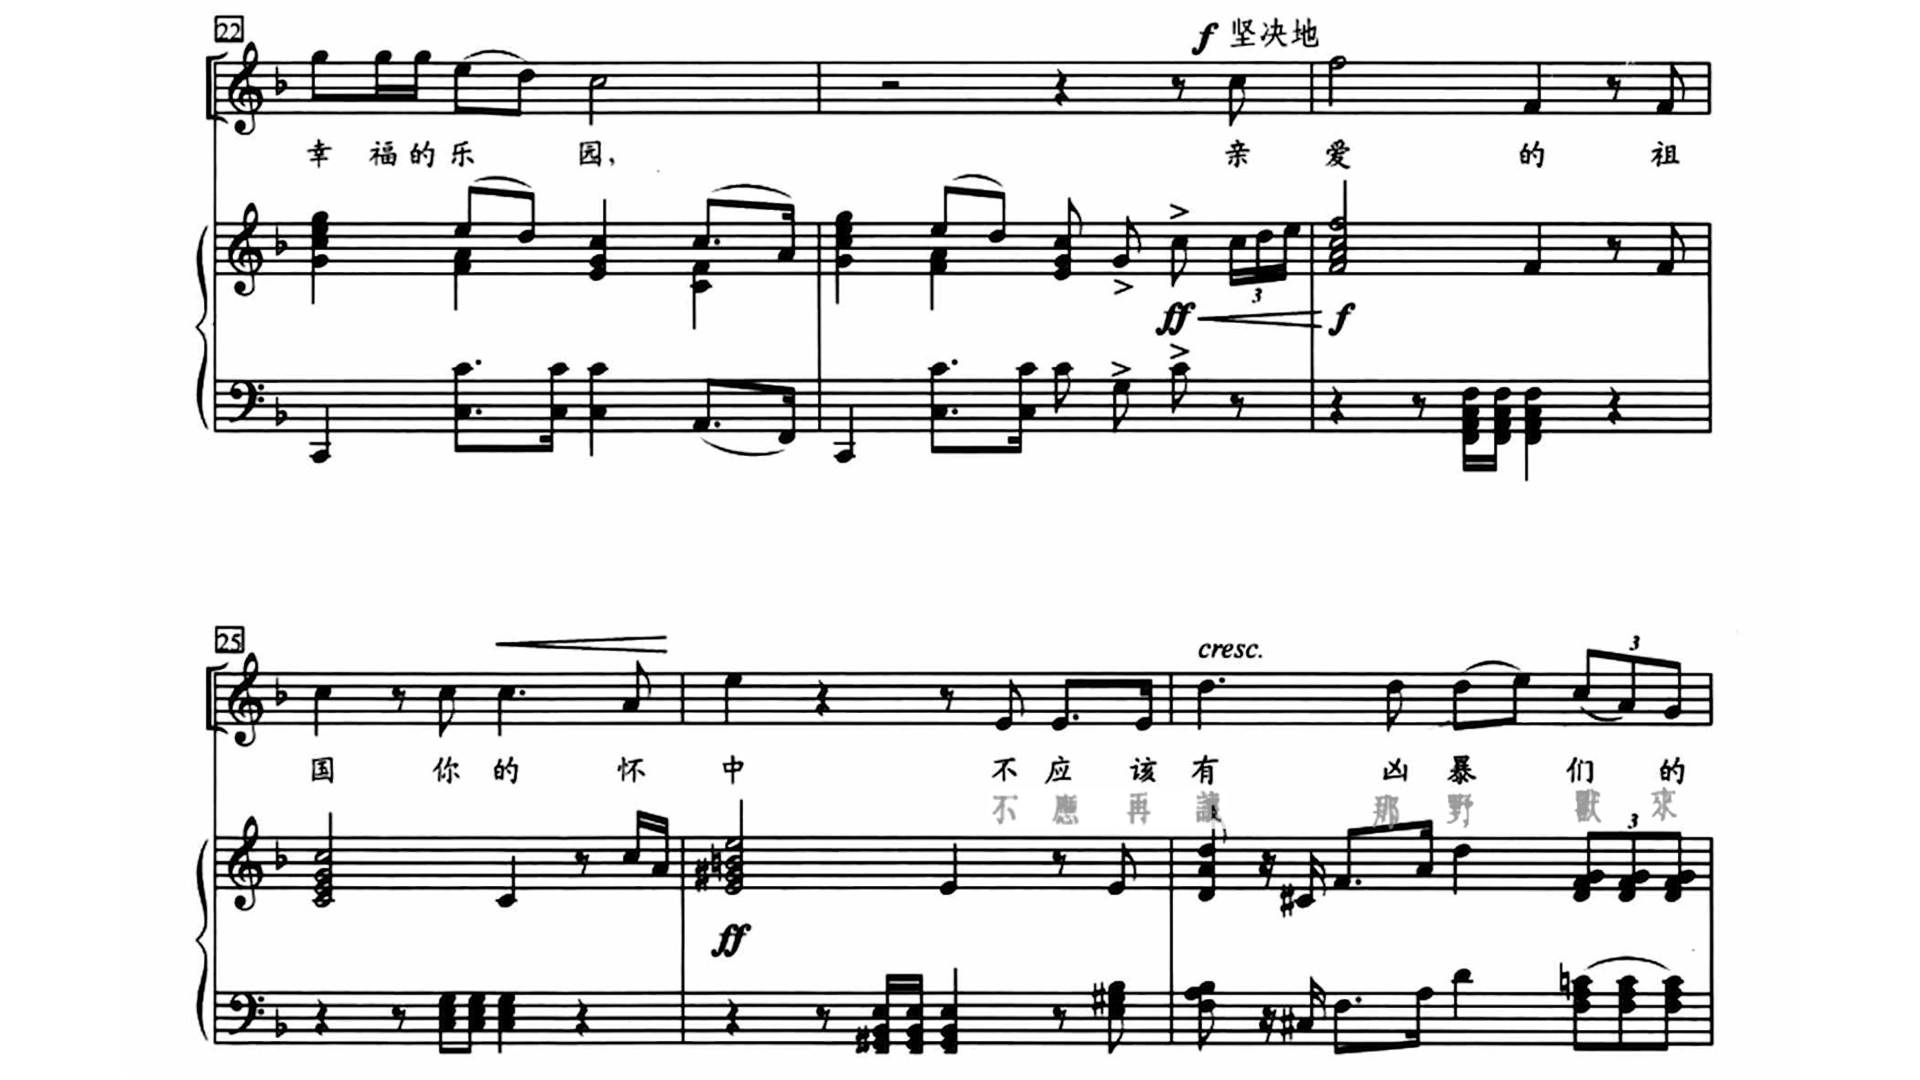 22
f 坚决地
幸 福 的 乐 园， 亲 爱 的 祖
3
ff f
25
3
cresc.
国 你 的 怀 中 不 应 该 有 凶 暴 们 的
不 應 再 讓 那 野 獸 來
3
ff